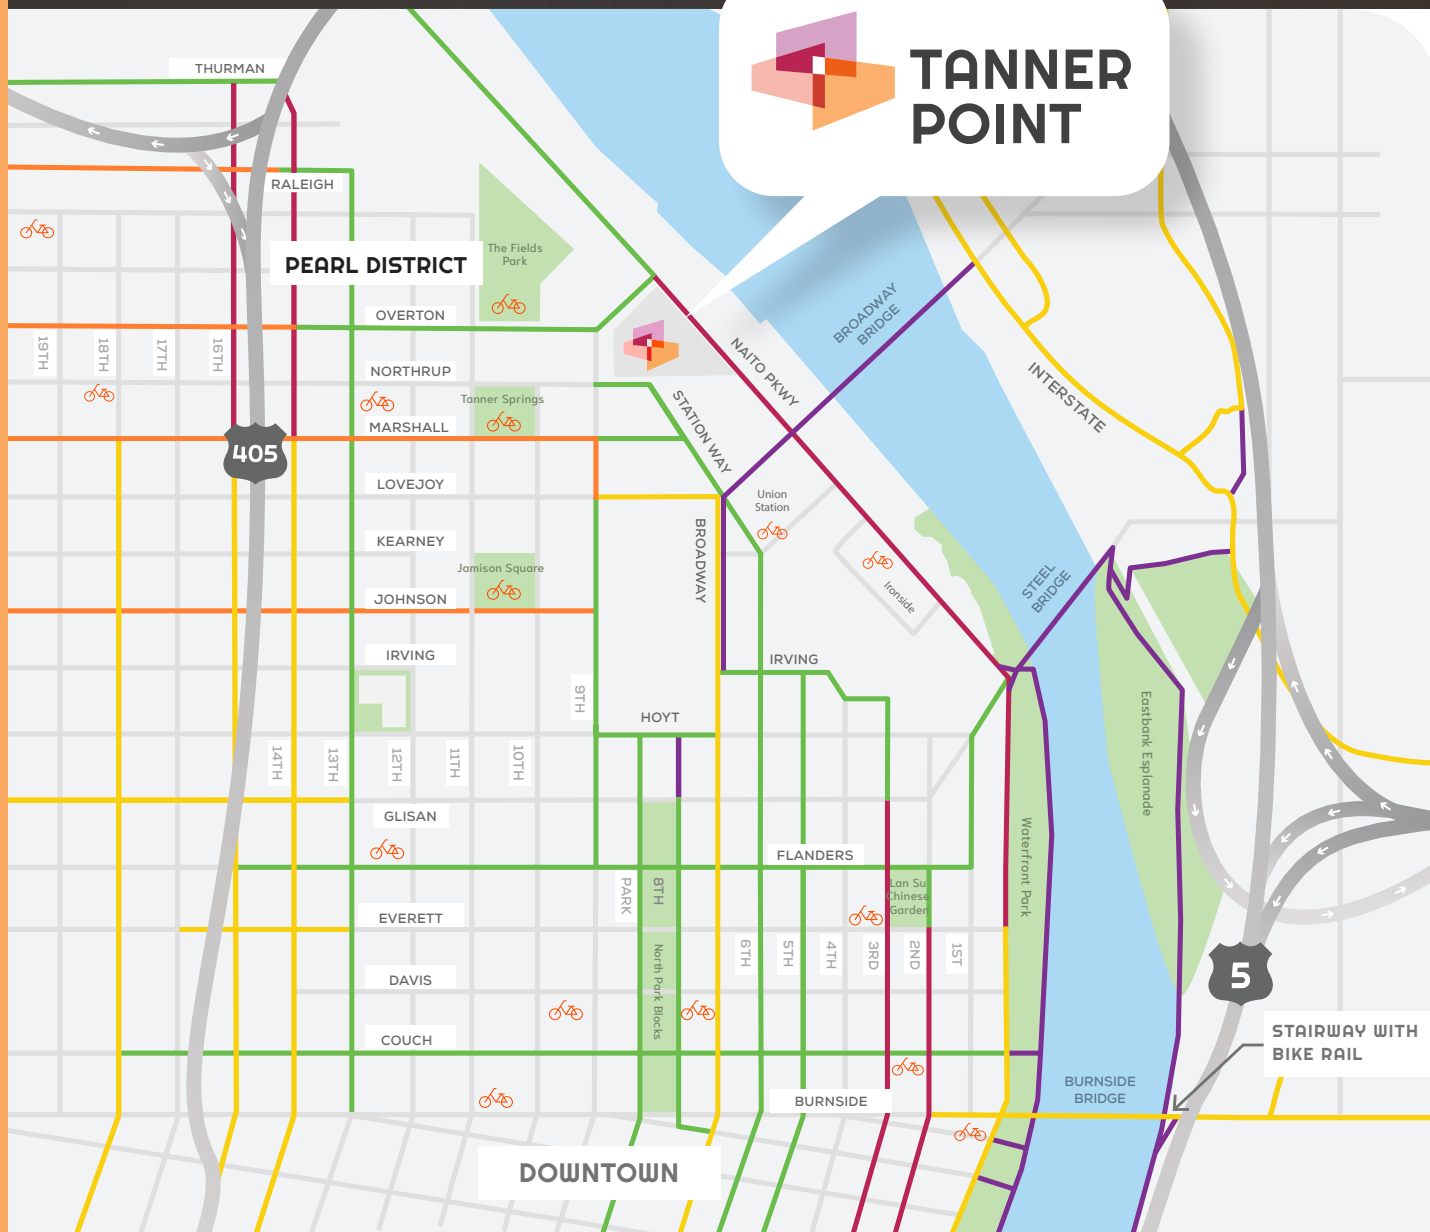 TANNER
POINT
THURMAN
RALEIGH
PEARL DISTRICT
The Fields
Park
OVERTON
19TH
18TH
17TH
16TH
NORTHRUP
Tanner Springs
MARSHALL
405
LOVEJOY
KEARNEY
Jamison Square
JOHNSON
IRVING
NAITO PKWY
STATION WAY
BROADWAY
BRIDGE
INTERSTATE
Union
Station
BROADWAY
Ironside
STEEL
BRIDGE
IRVING
9TH
HOYT
14TH
13TH
12TH
11TH
10TH
GLISAN
Eastbank Esplanade
Waterfront Park
FLANDERS
PARK
8TH
Lan Su
Chinese
Garden
EVERETT
North Park Blocks
6TH
5TH
4TH
3RD
2ND
1ST
DAVIS
5
COUCH
STAIRWAY WITH
BIKE RAIL
BURNSIDE
BURNSIDE
BRIDGE
DOWNTOWN